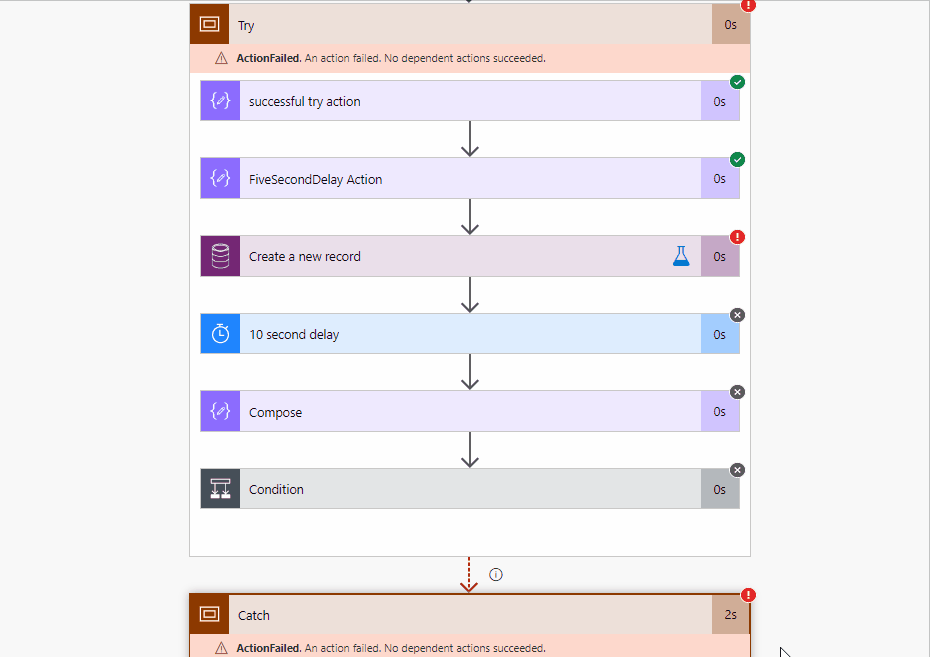 Try 0s
ActionFailed. An action failed. No dependent actions succeeded.
successful try action 0s
FiveSecondDelay Action 0s
Create a new record 0s
10 second delay 0s
Compose 0s
Condition 0s
Catch 2s
ActionFailed. An action failed. No dependent actions succeeded.